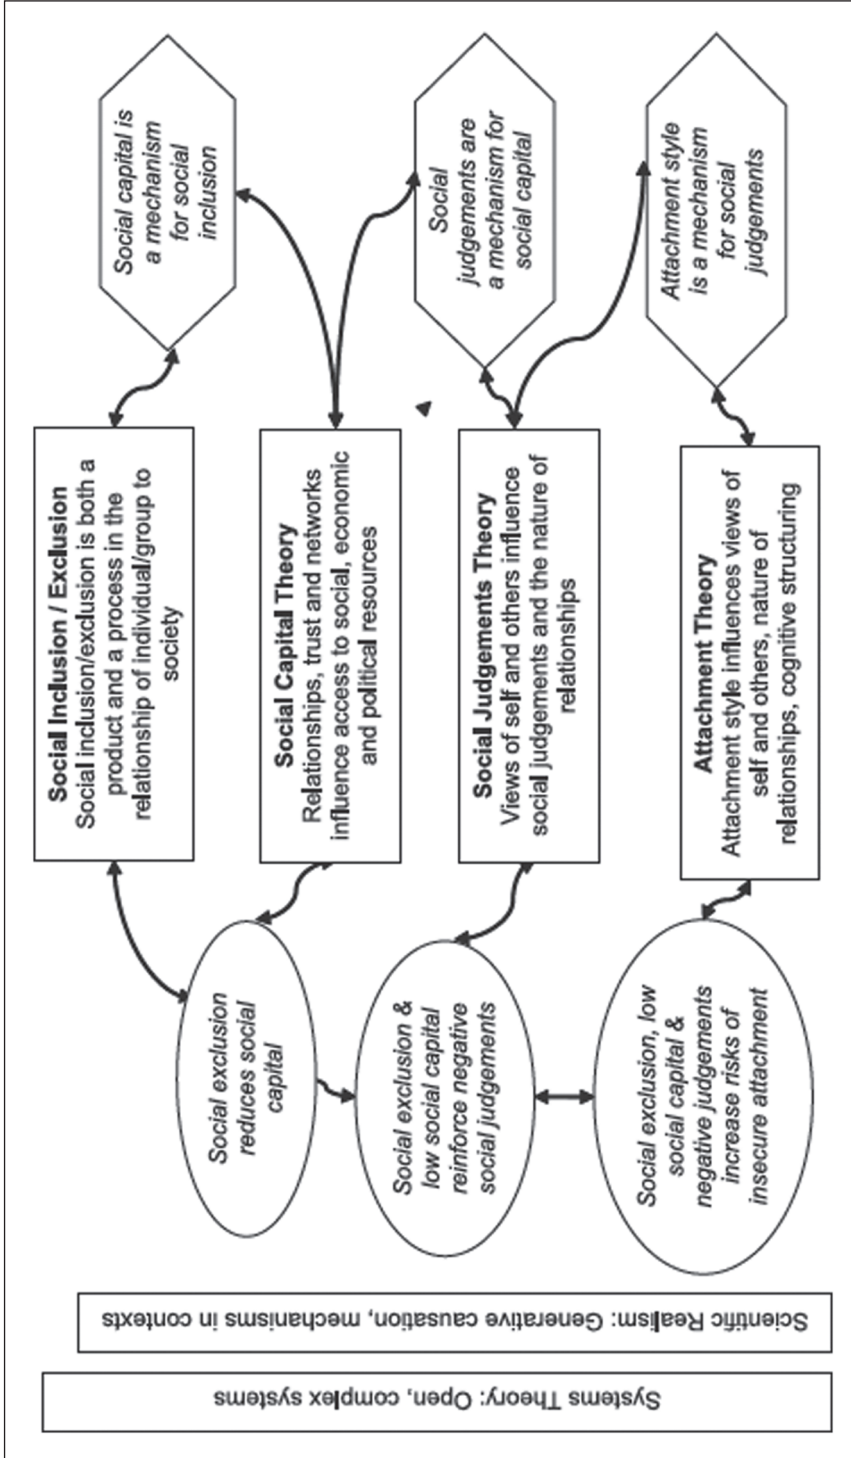 Social capital is
a mechanism
for social
inclusion
Social
judgements are
a mechanism for
social capital
Attachment style
is a mechanism
for social
judgements
Social Inclusion / Exclusion
Social inclusion/exclusion is both a
product and a process in the
relationship of individual/group to
society
Social Capital Theory
Relationships, trust and networks
influence access to social, economic
and political resources
Social Judgements Theory
Views of self and others influence
social judgements and the nature of
relationships
Attachment Theory
Attachment style influences views of
self and others, nature of
relationships, cognitive structuring
Social exclusion
reduces social
capital
Social exclusion &
low social capital
reinforce negative
social judgements
Social exclusion, low
social capital &
negative judgements
increase risks of
insecure attachment
Scientific Realism: Generative causation, mechanisms in contexts
Systems Theory: Open, complex systems